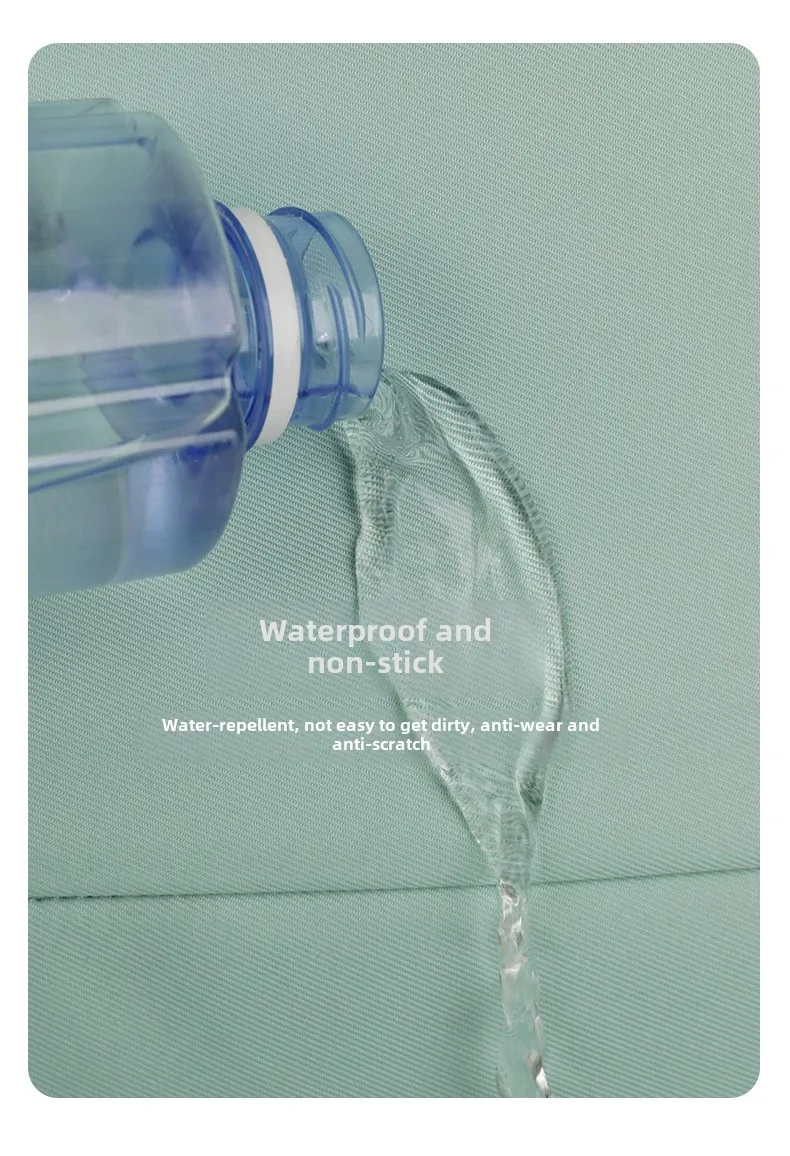 Waterproof and
non-stick
Water-repellent, not easy to get dirty, anti-wear and
anti-scratch